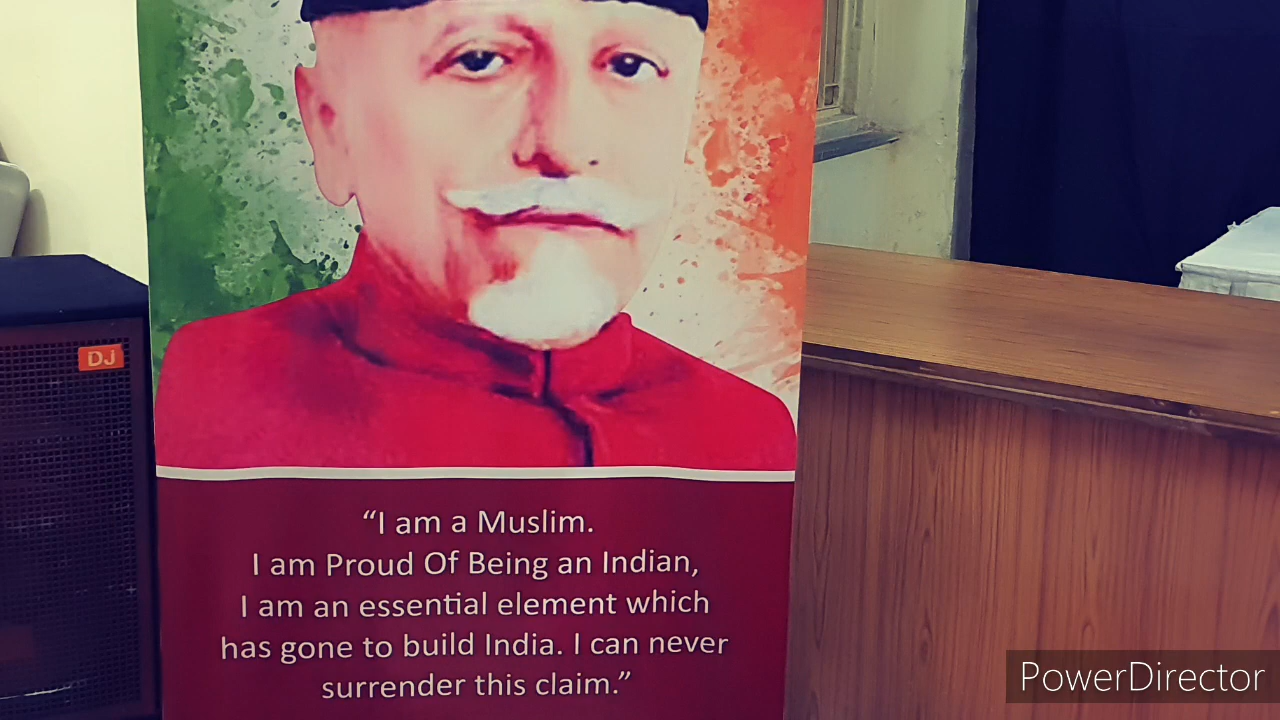 DJ
“I am a Muslim.
I am Proud Of Being an Indian,
I am an essential element which
has gone to build India. I can never
surrender this claim.”
PowerDirector